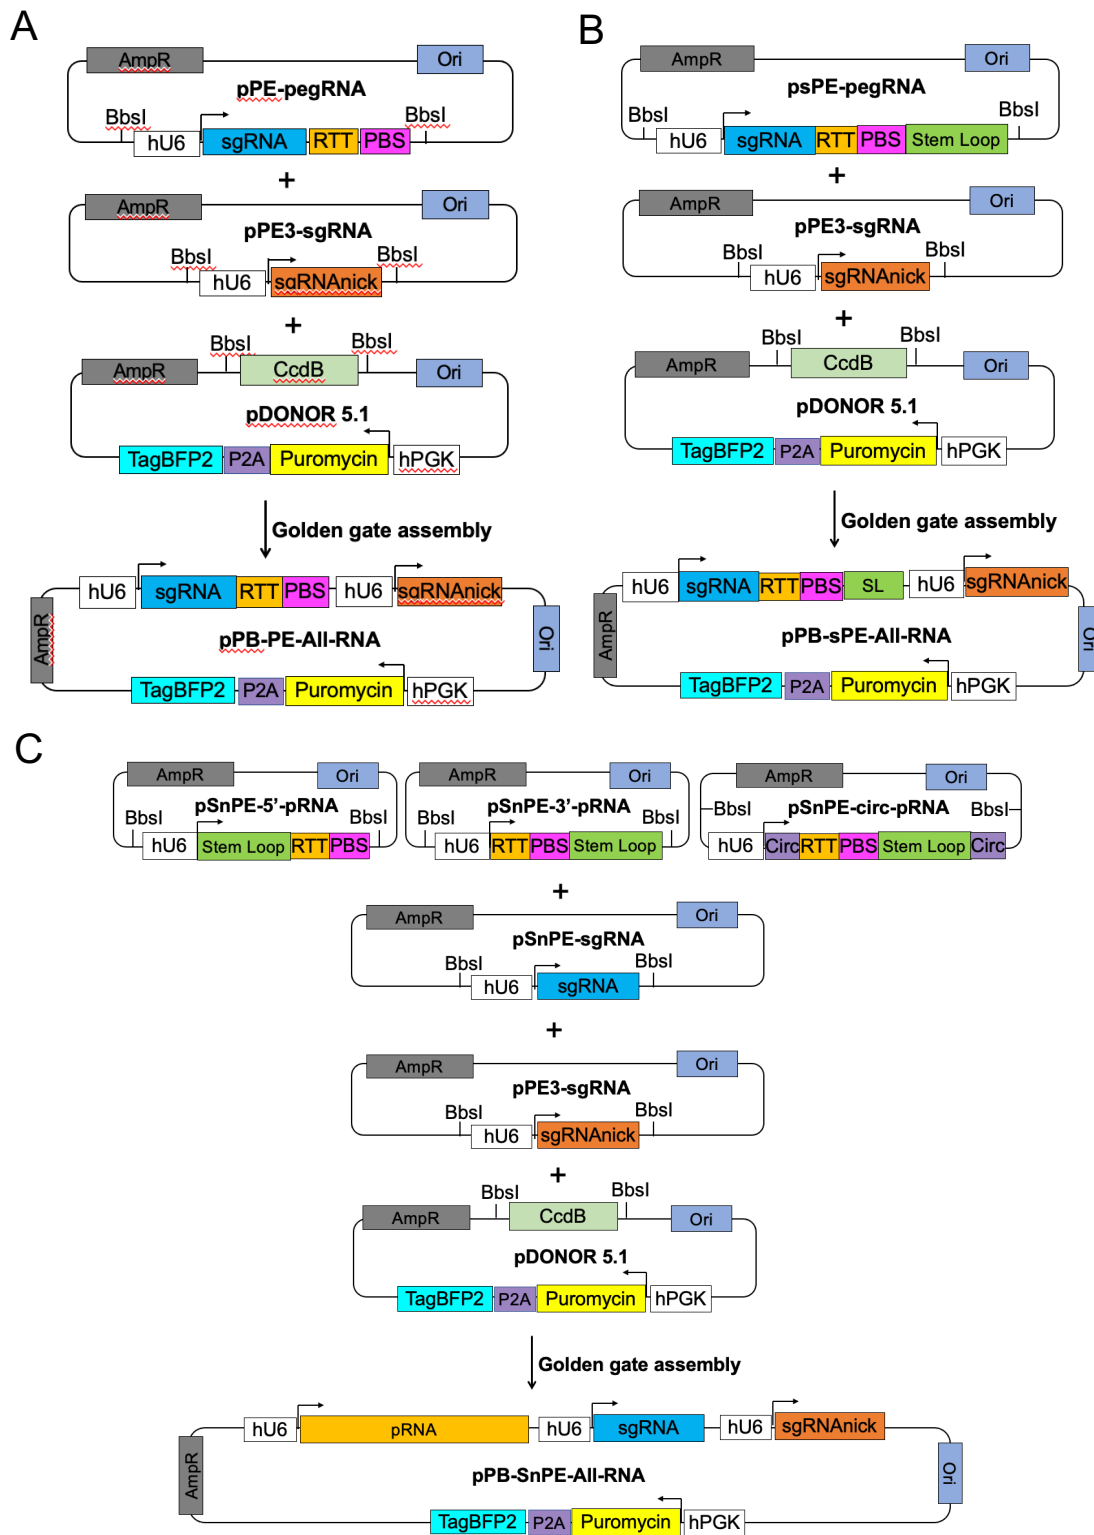 A
AmpR
Ori
pPE-pegRNA
BbsI
BbsI
hU6
sgRNA
RTT
PBS
+
AmpR
Ori
pPE3-sgRNA
BbsI
BbsI
hU6
sgRNAnick
+
BbsI
BbsI
AmpR
CcdB
Ori
pDONOR 5.1
TagBFP2
P2A
Puromycin
hPGK
Golden gate assembly
hU6
sgRNA
RTT
PBS
hU6
sgRNAnick
AmpR
Ori
pPB-PE-All-RNA
TagBFP2
P2A
Puromycin
hPGK
B
AmpR
Ori
psPE-pegRNA
BbsI
BbsI
hU6
sgRNA
RTT
PBS
Stem Loop
+
AmpR
Ori
pPE3-sgRNA
BbsI
BbsI
hU6
sgRNAnick
+
BbsI
BbsI
AmpR
CcdB
Ori
pDONOR 5.1
TagBFP2
P2A
Puromycin
hPGK
Golden gate assembly
hU6
sgRNA
RTT
PBS
SL
hU6
sgRNAnick
AmpR
Ori
pPB-sPE-All-RNA
TagBFP2
P2A
Puromycin
hPGK
C
AmpR
Ori
pSnPE-5'-pRNA
BbsI
BbsI
hU6
Stem Loop
RTT
PBS
AmpR
Ori
pSnPE-3'-pRNA
BbsI
BbsI
hU6
RTT
PBS
Stem Loop
AmpR
Ori
pSnPE-circ-pRNA
BbsI
BbsI
hU6
Circ
RTT
PBS
Stem Loop
Circ
+
AmpR
Ori
pSnPE-sgRNA
BbsI
BbsI
hU6
sgRNA
+
AmpR
Ori
pPE3-sgRNA
BbsI
BbsI
hU6
sgRNAnick
+
BbsI
BbsI
AmpR
CcdB
Ori
pDONOR 5.1
TagBFP2
P2A
Puromycin
hPGK
Golden gate assembly
hU6
pRNA
hU6
sgRNA
hU6
sgRNAnick
AmpR
Ori
pPB-SnPE-All-RNA
TagBFP2
P2A
Puromycin
hPGK